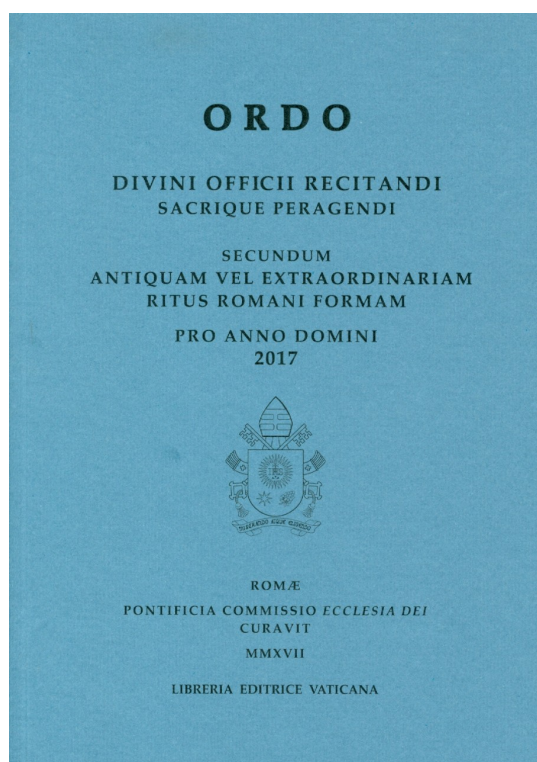 ORDO
DIVINI OFFICII RECITANDI
SACRIQUE PERAGENDI
SECUNDUM
ANTIQUAM VEL EXTRAORDINARIAM
RITUS ROMANI FORMAM
PRO ANNO DOMINI
2017
IHS
ROMÆ
PONTIFICIA COMMISSIO ECCLESIA DEI
CURAVIT
MMXVII
LIBRERIA EDITRICE VATICANA